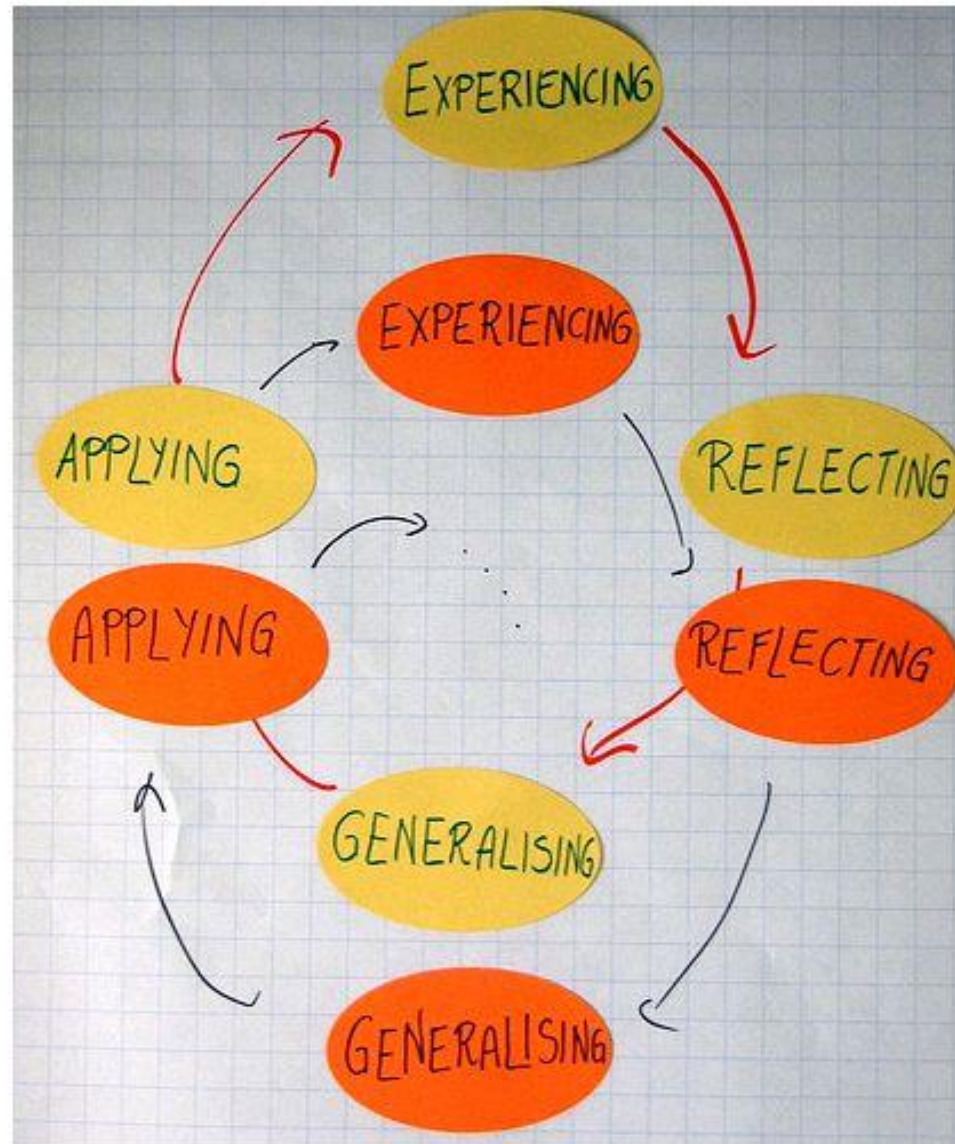 EXPERIENCING
EXPERIENCING
APPLYING
REFLECTING
APPLYING
REFLECTING
GENERALISING
GENERALISING